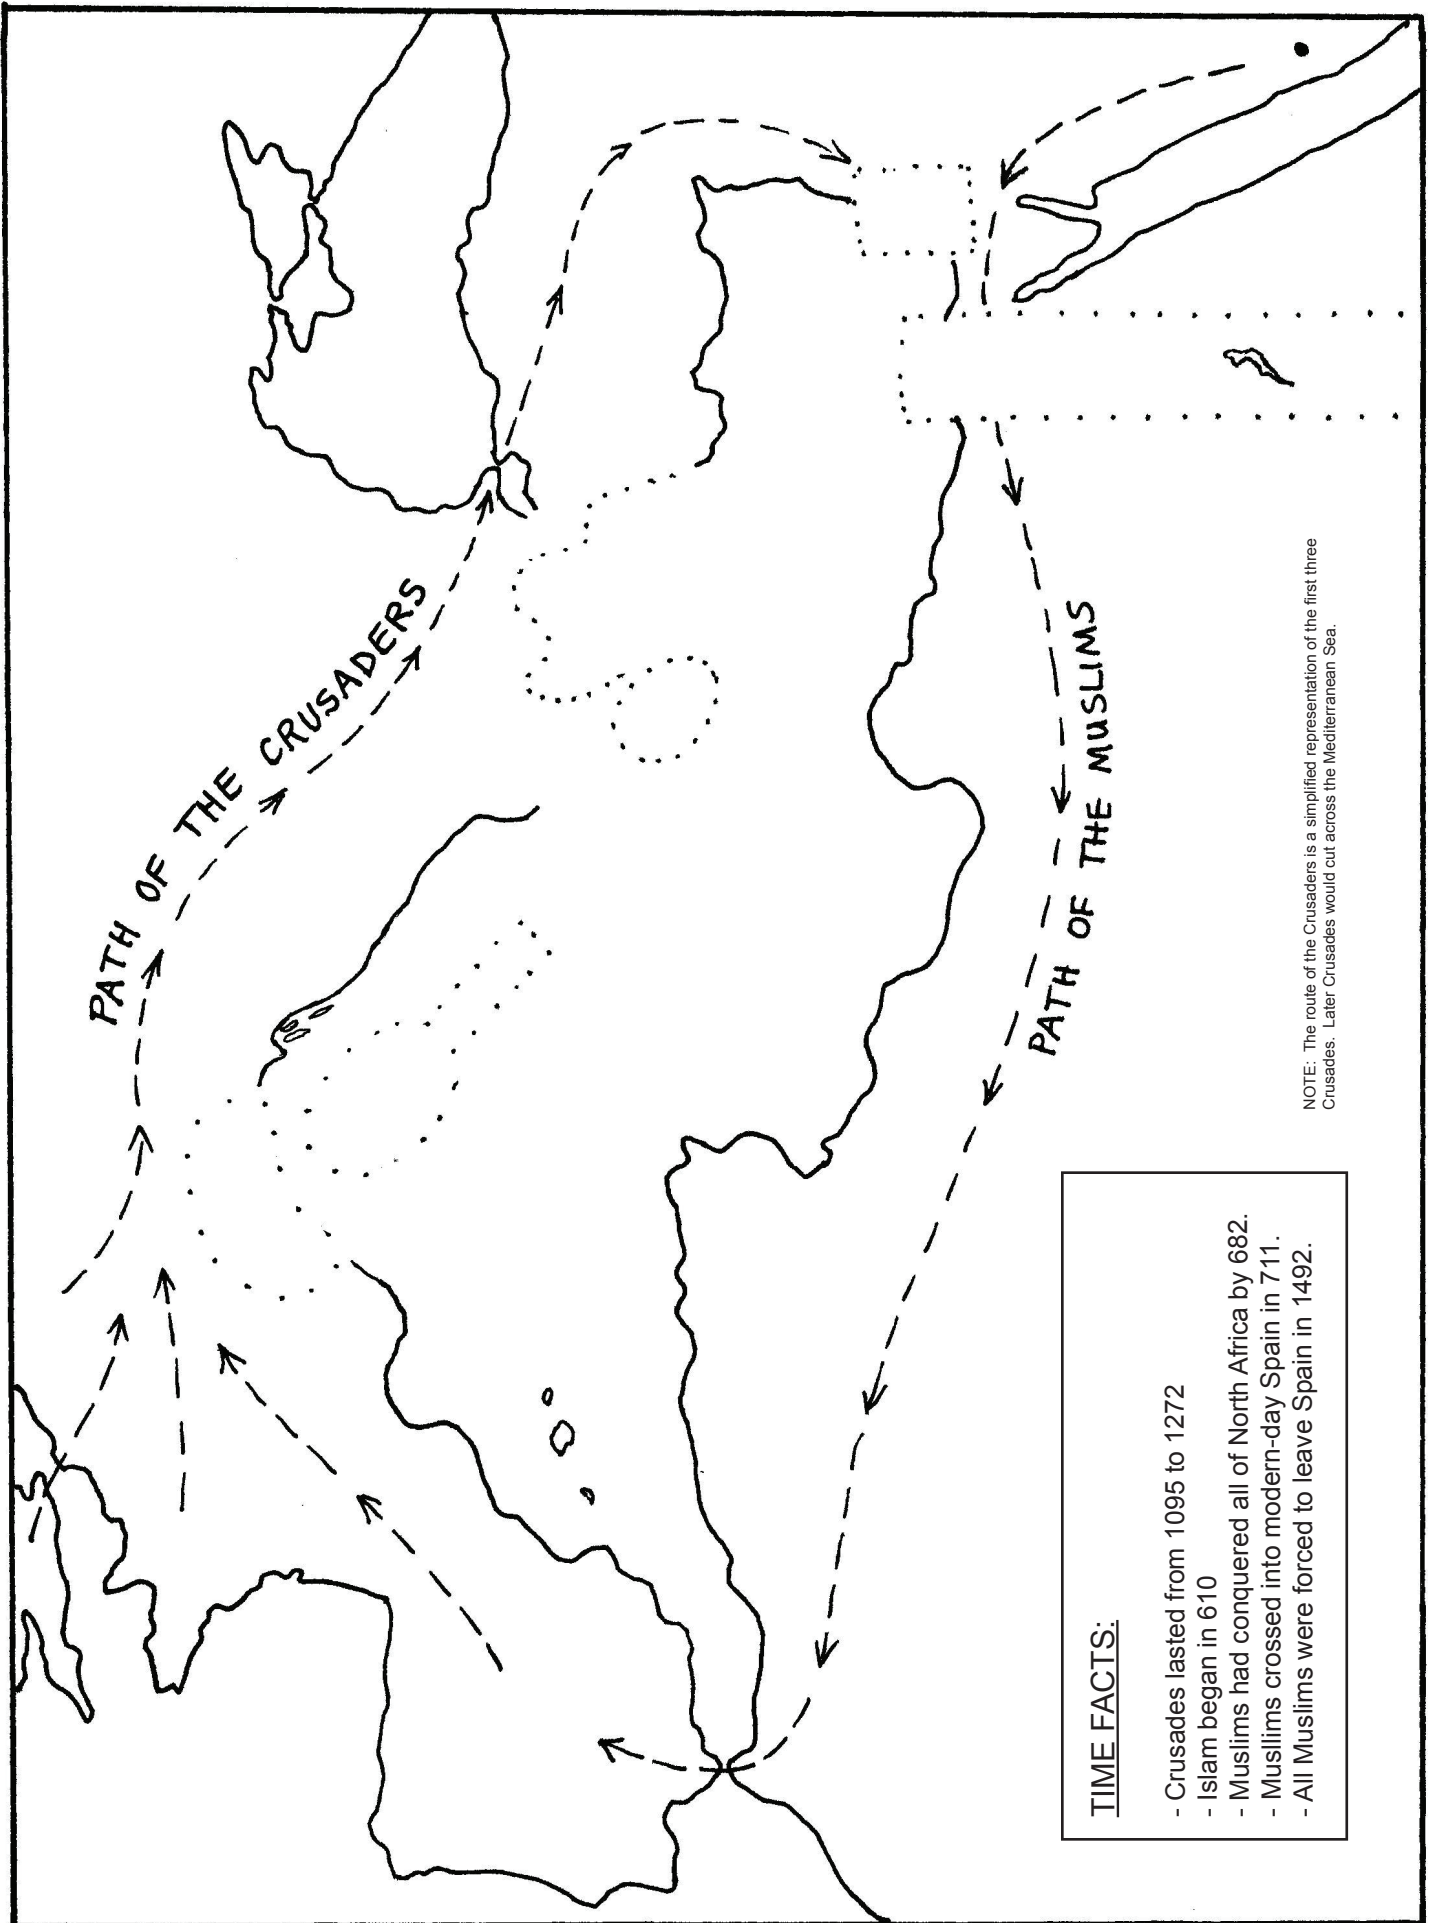 PATH OF THE CRUSADERS
PATH OF THE MUSLIMS
TIME FACTS:
- Crusades lasted from 1095 to 1272
- Islam began in 610
- Muslims had conquered all of North Africa by 682.
- Musllims crossed into modern-day Spain in 711.
- All Muslims were forced to leave Spain in 1492.
NOTE: The route of the Crusaders is a simplified representation of the first three
Crusades. Later Crusades would cut across the Mediterranean Sea.